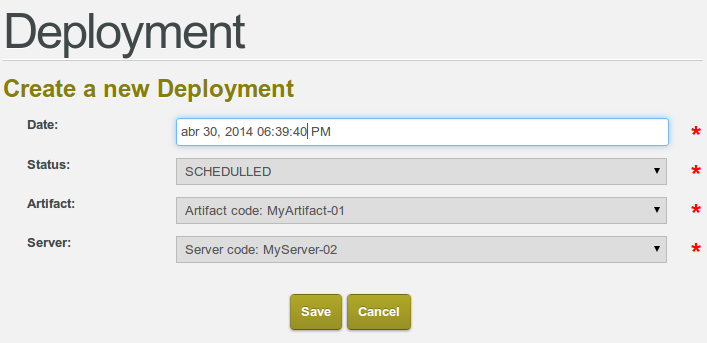 Deployment
Create a new Deployment
Date: abr 30, 2014 06:39:40 PM *
Status: SCHEDULLED *
Artifact: Artifact code: MyArtifact-01 *
Server: Server code: MyServer-02 *
Save Cancel